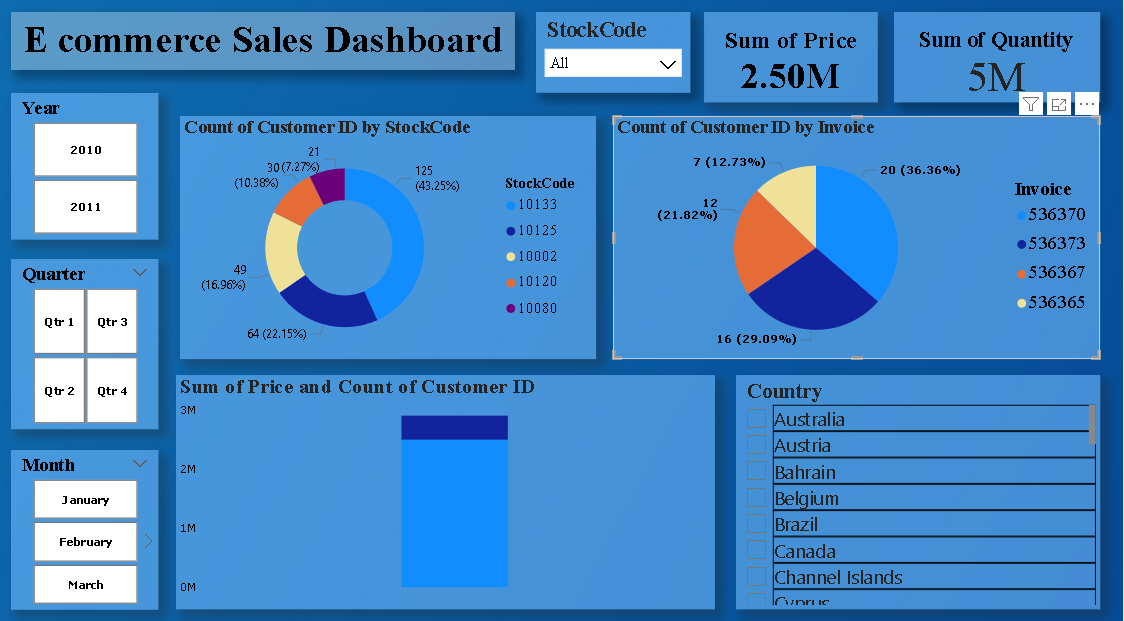 E commerce Sales Dashboard
StockCode
All
Sum of Price
2.50M
Sum of Quantity
5M
Year
2010
2011
Quarter
Qtr 1
Qtr 3
Qtr 2
Qtr 4
Month
January
February
March
Count of Customer ID by StockCode
21
(7.27%)
30
(10.38%)
49
(16.96%)
64 (22.15%)
125
(43.25%)
StockCode
10133
10125
10002
10120
10080
Count of Customer ID by Invoice
7 (12.73%)
20 (36.36%)
12
(21.82%)
16 (29.09%)
Invoice
536370
536373
536367
536365
Sum of Price and Count of Customer ID
3M
2M
1M
0M
Country
Australia
Austria
Bahrain
Belgium
Brazil
Canada
Channel Islands
Cyprus